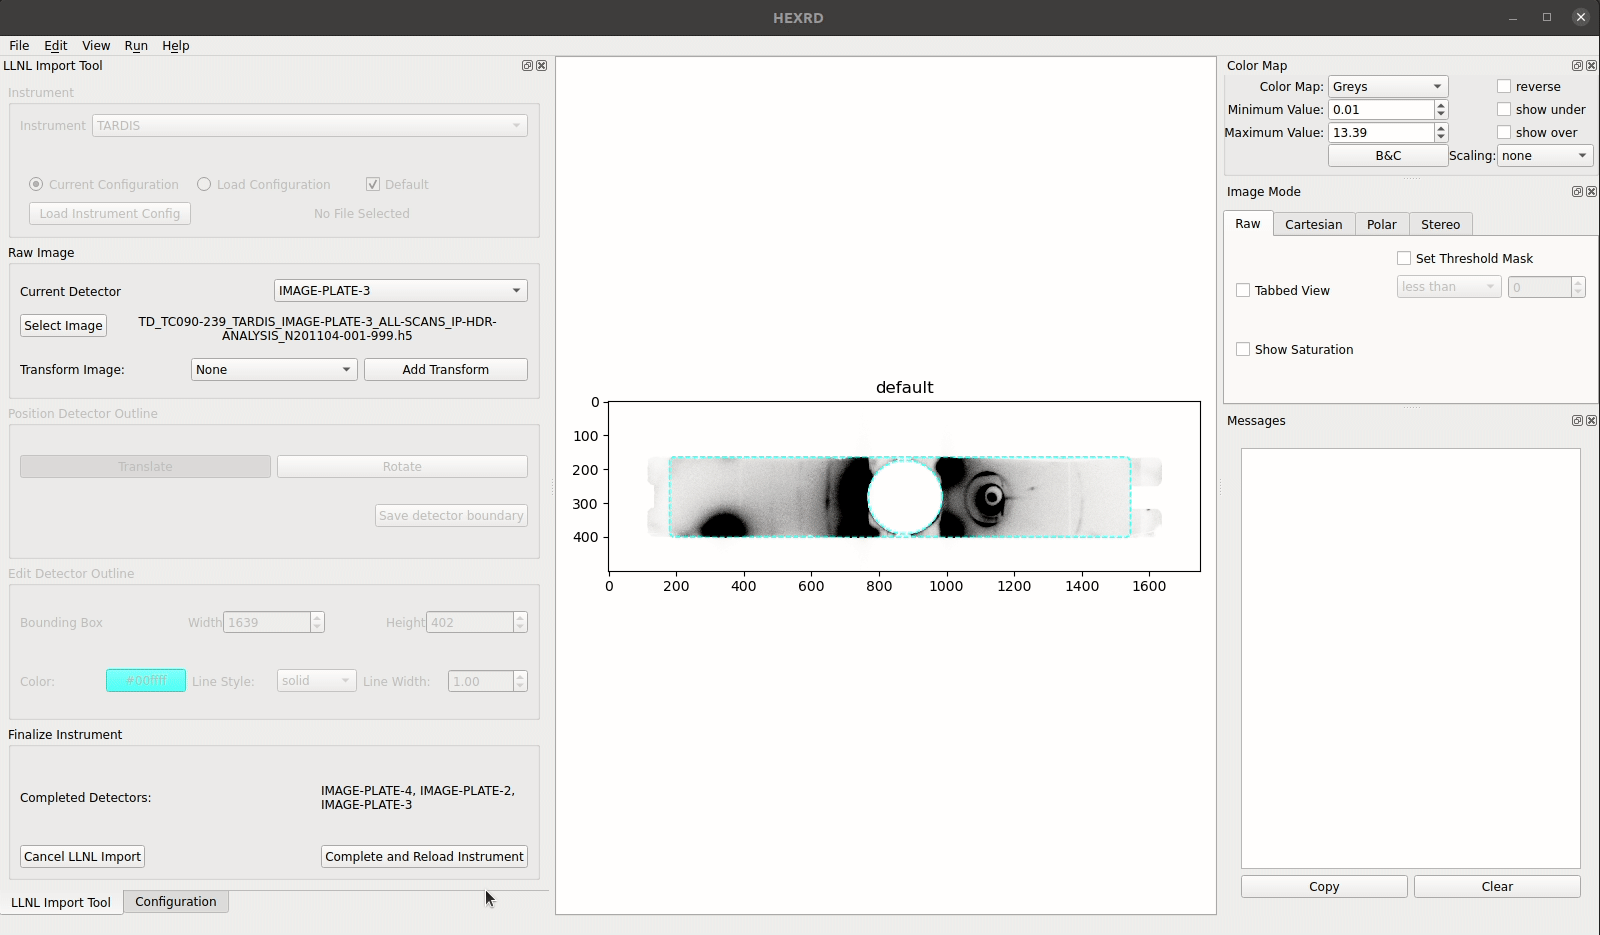 HEXRD
File Edit View Run Help
LLNL Import Tool
Instrument
Instrument TARDIS
Current Configuration Load Configuration Default
Load Instrument Config No File Selected
Raw Image
Current Detector IMAGE-PLATE-3
Select Image TD_TC090-239_TARDIS_IMAGE-PLATE-3_ALL-SCANS_IP-HDR-
ANALYSIS_N201104-001-999.h5
Transform Image: None Add Transform
Position Detector Outline
Translate Rotate
Save detector boundary
Edit Detector Outline
Bounding Box Width 1639 Height 402
Color: #00ffff Line Style: solid Line Width: 1.00
Finalize Instrument
Completed Detectors: IMAGE-PLATE-4, IMAGE-PLATE-2,
IMAGE-PLATE-3
Cancel LLNL Import Complete and Reload Instrument
LLNL Import Tool Configuration
default
0
100
200
300
400
0 200 400 600 800 1000 1200 1400 1600
Color Map
Color Map: Greys reverse
Minimum Value: 0.01 show under
Maximum Value: 13.39 show over
B&C Scaling: none
Image Mode
Raw Cartesian Polar Stereo
Set Threshold Mask
Tabbed View less than 0
Show Saturation
Messages
Copy Clear